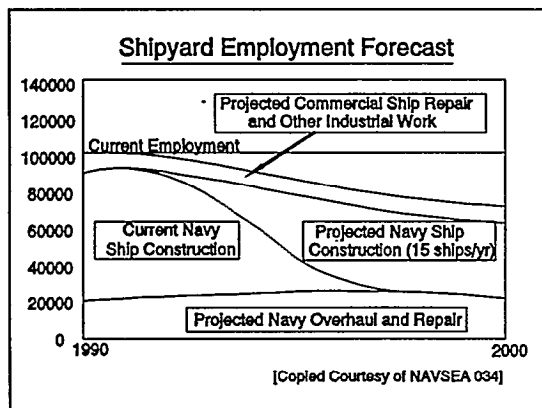 Shipyard Employment Forecast
140000
120000
100000
80000
60000
40000
20000
0
Projected Commercial Ship Repair
and Other Industrial Work
Current Employment
Current Navy
Ship Construction
Projected Navy Ship
Construction (15 ships/yr)
Projected Navy Overhaul and Repair
1990
2000
[Copied Courtesy of NAVSEA 034]